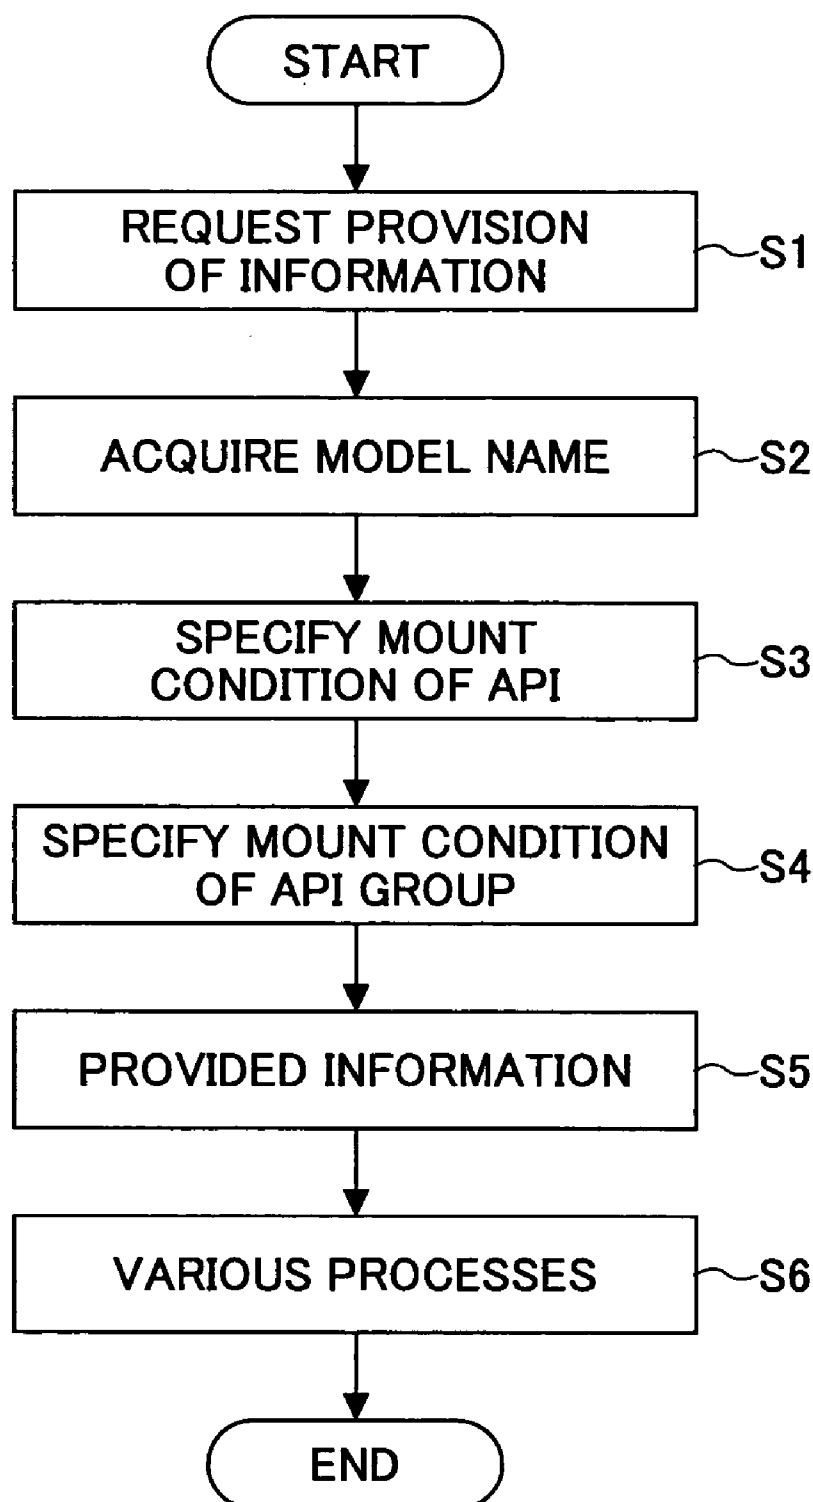 START
REQUEST PROVISION
OF INFORMATION
S1
ACQUIRE MODEL NAME
S2
SPECIFY MOUNT
CONDITION OF API
S3
SPECIFY MOUNT CONDITION
OF API GROUP
S4
PROVIDED INFORMATION
S5
VARIOUS PROCESSES
S6
END